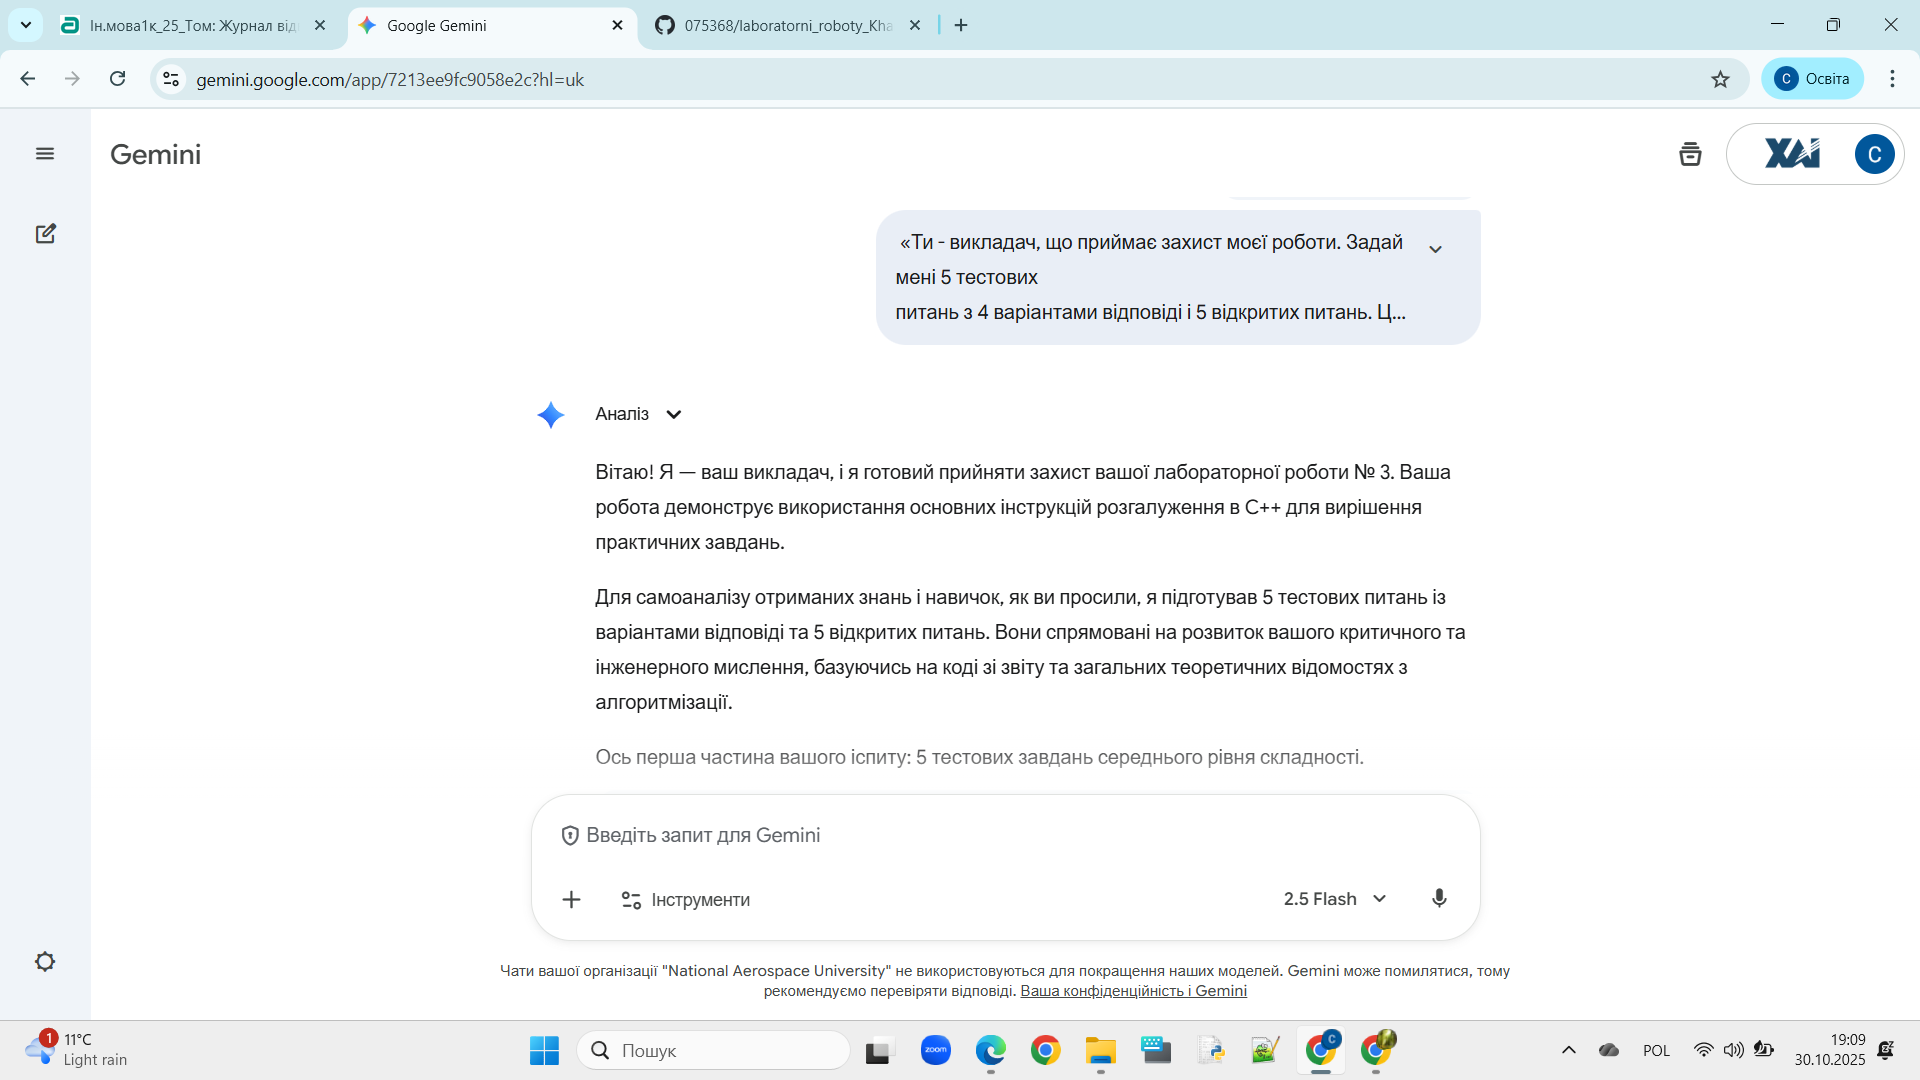 Ін.мова1к_25_Том: Журнал від
Google Gemini
075368/laboratorni_roboty_Kha
gemini.google.com/app/7213ee9fc9058e2c?hl=uk
C
Освіта
Gemini
XAI
C
«Ти - викладач, що приймає захист моєї роботи. Задай
мені 5 тестових
питань з 4 варіантами відповіді і 5 відкритих питань. Ц...
Аналіз
Вітаю! Я — ваш викладач, і я готовий прийняти захист вашої лабораторної роботи № 3. Ваша
робота демонструє використання основних інструкцій розгалуження в C++ для вирішення
практичних завдань.
Для самоаналізу отриманих знань і навичок, як ви просили, я підготував 5 тестових питань із
варіантами відповіді та 5 відкритих питань. Вони спрямовані на розвиток вашого критичного та
інженерного мислення, базуючись на коді зі звіту та загальних теоретичних відомостях з
алгоритмізації.
Ось перша частина вашого іспиту: 5 тестових завдань середнього рівня складності.
Введіть запит для Gemini
Інструменти
2.5 Flash
Чати вашої організації "National Aerospace University" не використовуються для покращення наших моделей. Gemini може помилятися, тому
рекомендуємо перевіряти відповіді. Ваша конфіденційність і Gemini
1
11°C
Light rain
Пошук
zoom
C
POL
19:09
30.10.2025